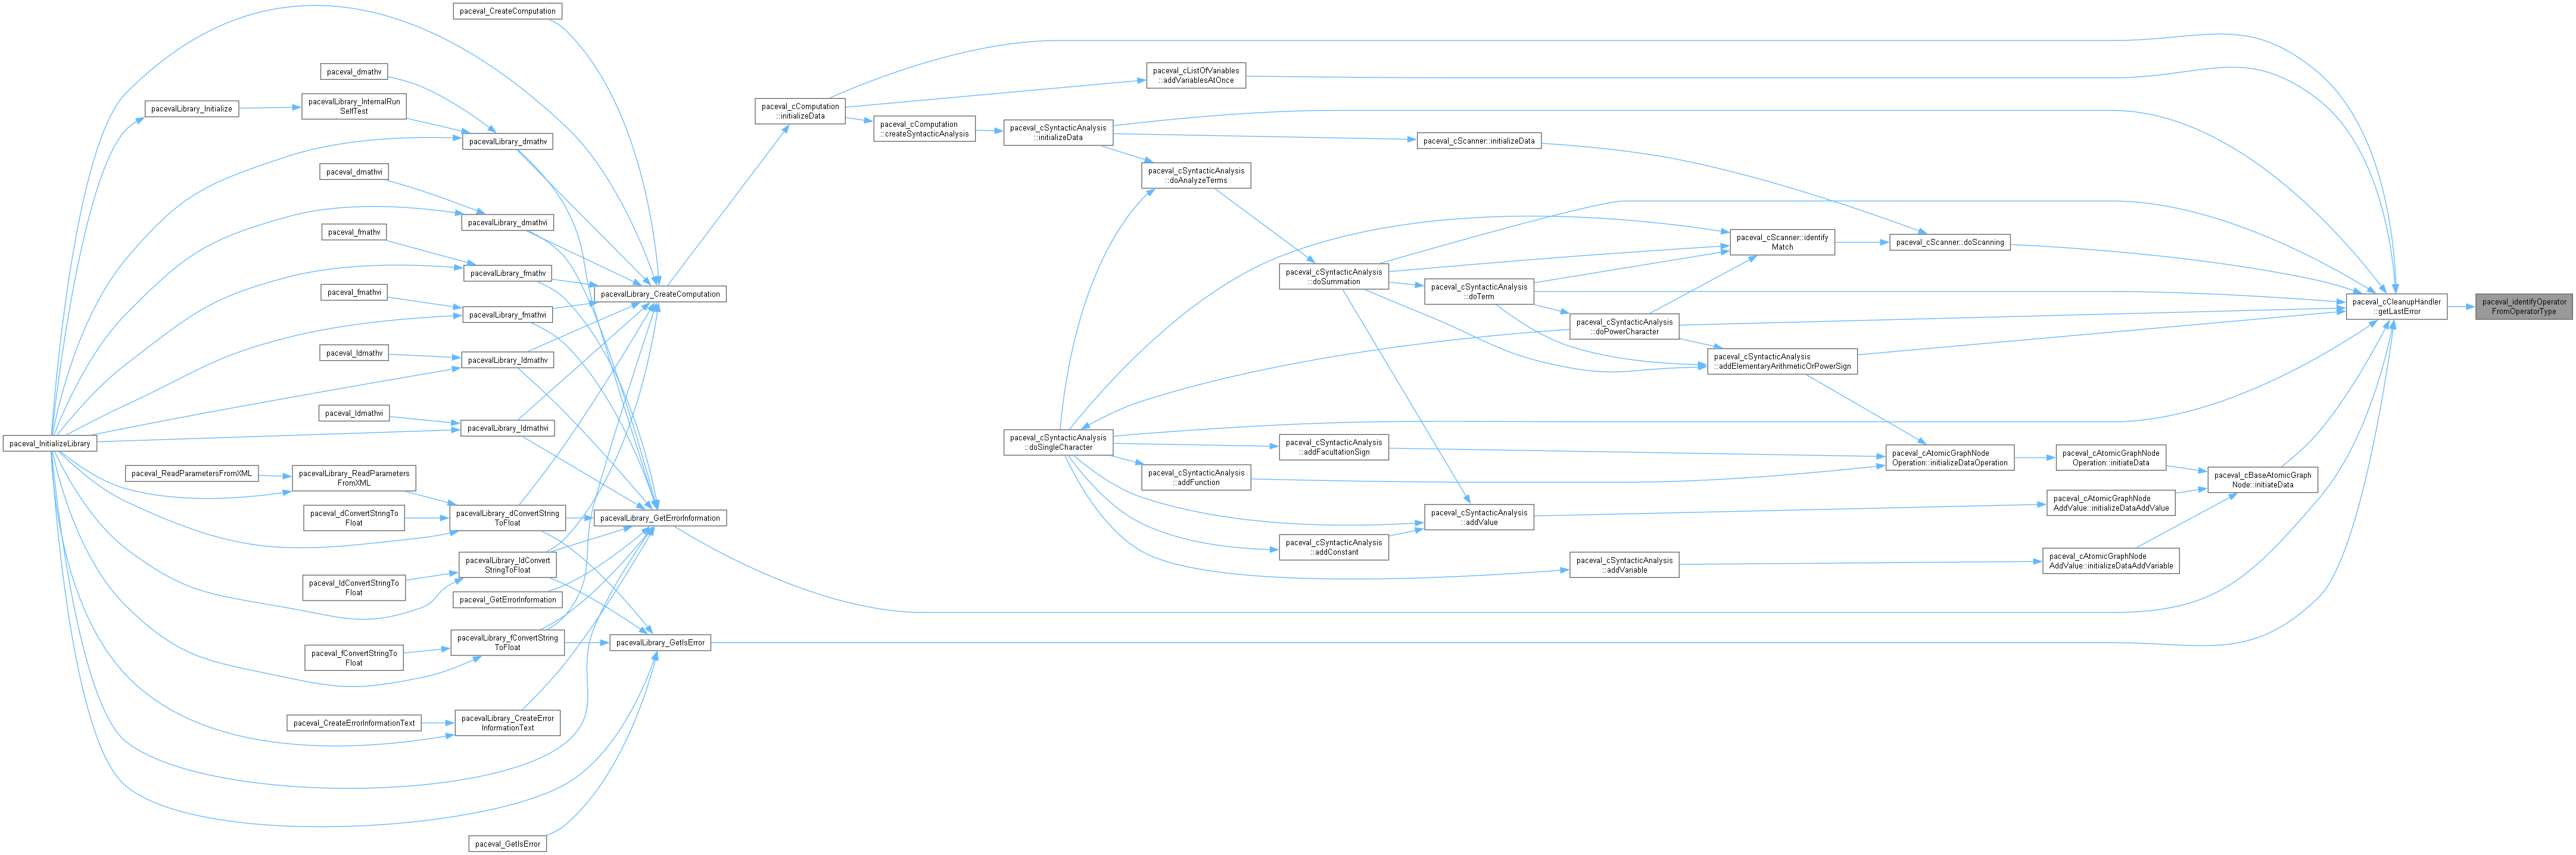 paceval_CreateComputation
paceval_dmathv
pacevalLibrary_Initialize
pacevalLibrary_InternalRun
SelfTest
pacevalLibrary_dmathv
paceval_dmathvi
pacevalLibrary_dmathvi
paceval_fmathv
pacevalLibrary_fmathv
paceval_fmathvi
pacevalLibrary_CreateComputation
pacevalLibrary_fmathvi
paceval_ldmathv
pacevalLibrary_ldmathv
paceval_ldmathvi
pacevalLibrary_ldmathvi
paceval_InitializeLibrary
paceval_ReadParametersFromXML
pacevalLibrary_ReadParameters
FromXML
paceval_dConvertStringTo
Float
pacevalLibrary_dConvertString
ToFloat
pacevalLibrary_GetErrorInformation
pacevalLibrary_ldConvert
StringToFloat
paceval_ldConvertStringTo
Float
paceval_GetErrorInformation
pacevalLibrary_fConvertString
ToFloat
pacevalLibrary_GetIsError
paceval_fConvertStringTo
Float
paceval_CreateErrorInformationText
pacevalLibrary_CreateError
InformationText
paceval_GetIsError
paceval_cComputation
::initializeData
paceval_cListOfVariables
::addVariablesAtOnce
paceval_cComputation
::createSyntacticAnalysis
paceval_cSyntacticAnalysis
::initializeData
paceval_cScanner::initializeData
paceval_cSyntacticAnalysis
::doAnalyzeTerms
paceval_cScanner::identify
Match
paceval_cScanner::doScanning
paceval_cSyntacticAnalysis
::doSummation
paceval_cSyntacticAnalysis
::doTerm
paceval_cSyntacticAnalysis
::doPowerCharacter
paceval_cSyntacticAnalysis
::addElementaryArithmeticOrPowerSign
paceval_cCleanupHandler
::getLastError
paceval_identifyOperator
FromOperatorType
paceval_cSyntacticAnalysis
::doSingleCharacter
paceval_cSyntacticAnalysis
::addFacultationSign
paceval_cSyntacticAnalysis
::addFunction
paceval_cAtomicGraphNode
Operation::initializeDataOperation
paceval_cAtomicGraphNode
Operation::initiateData
paceval_cBaseAtomicGraph
Node::initiateData
paceval_cAtomicGraphNode
AddValue::initializeDataAddValue
paceval_cSyntacticAnalysis
::addValue
paceval_cSyntacticAnalysis
::addConstant
paceval_cSyntacticAnalysis
::addVariable
paceval_cAtomicGraphNode
AddValue::initializeDataAddVariable